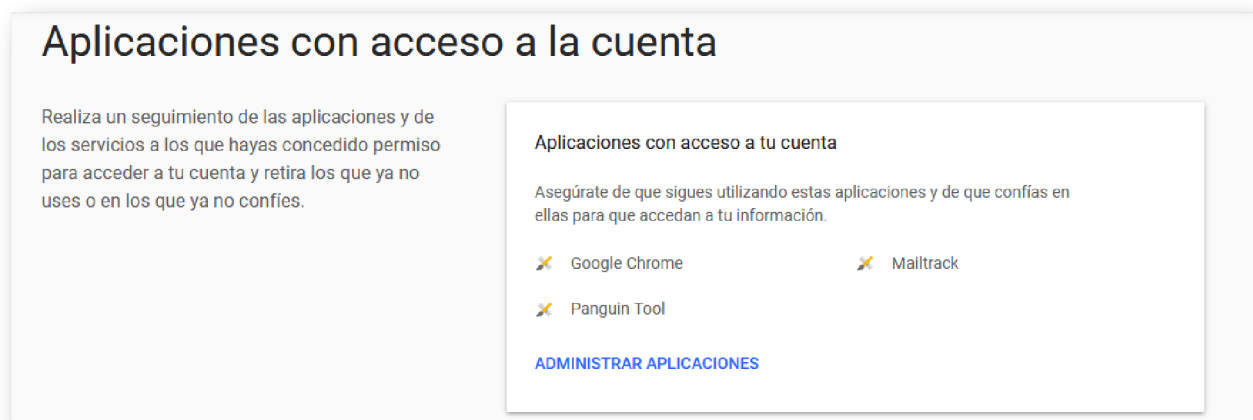 Aplicaciones con acceso a la cuenta
Realiza un seguimiento de las aplicaciones y de
los servicios a los que hayas concedido permiso
para acceder a tu cuenta y retira los que ya no
uses o en los que ya no confíes.
Aplicaciones con acceso a tu cuenta
Asegúrate de que sigues utilizando estas aplicaciones y de que confías en
ellas para que accedan a tu información.
Google Chrome
Mailtrack
Panguin Tool
ADMINISTRAR APLICACIONES